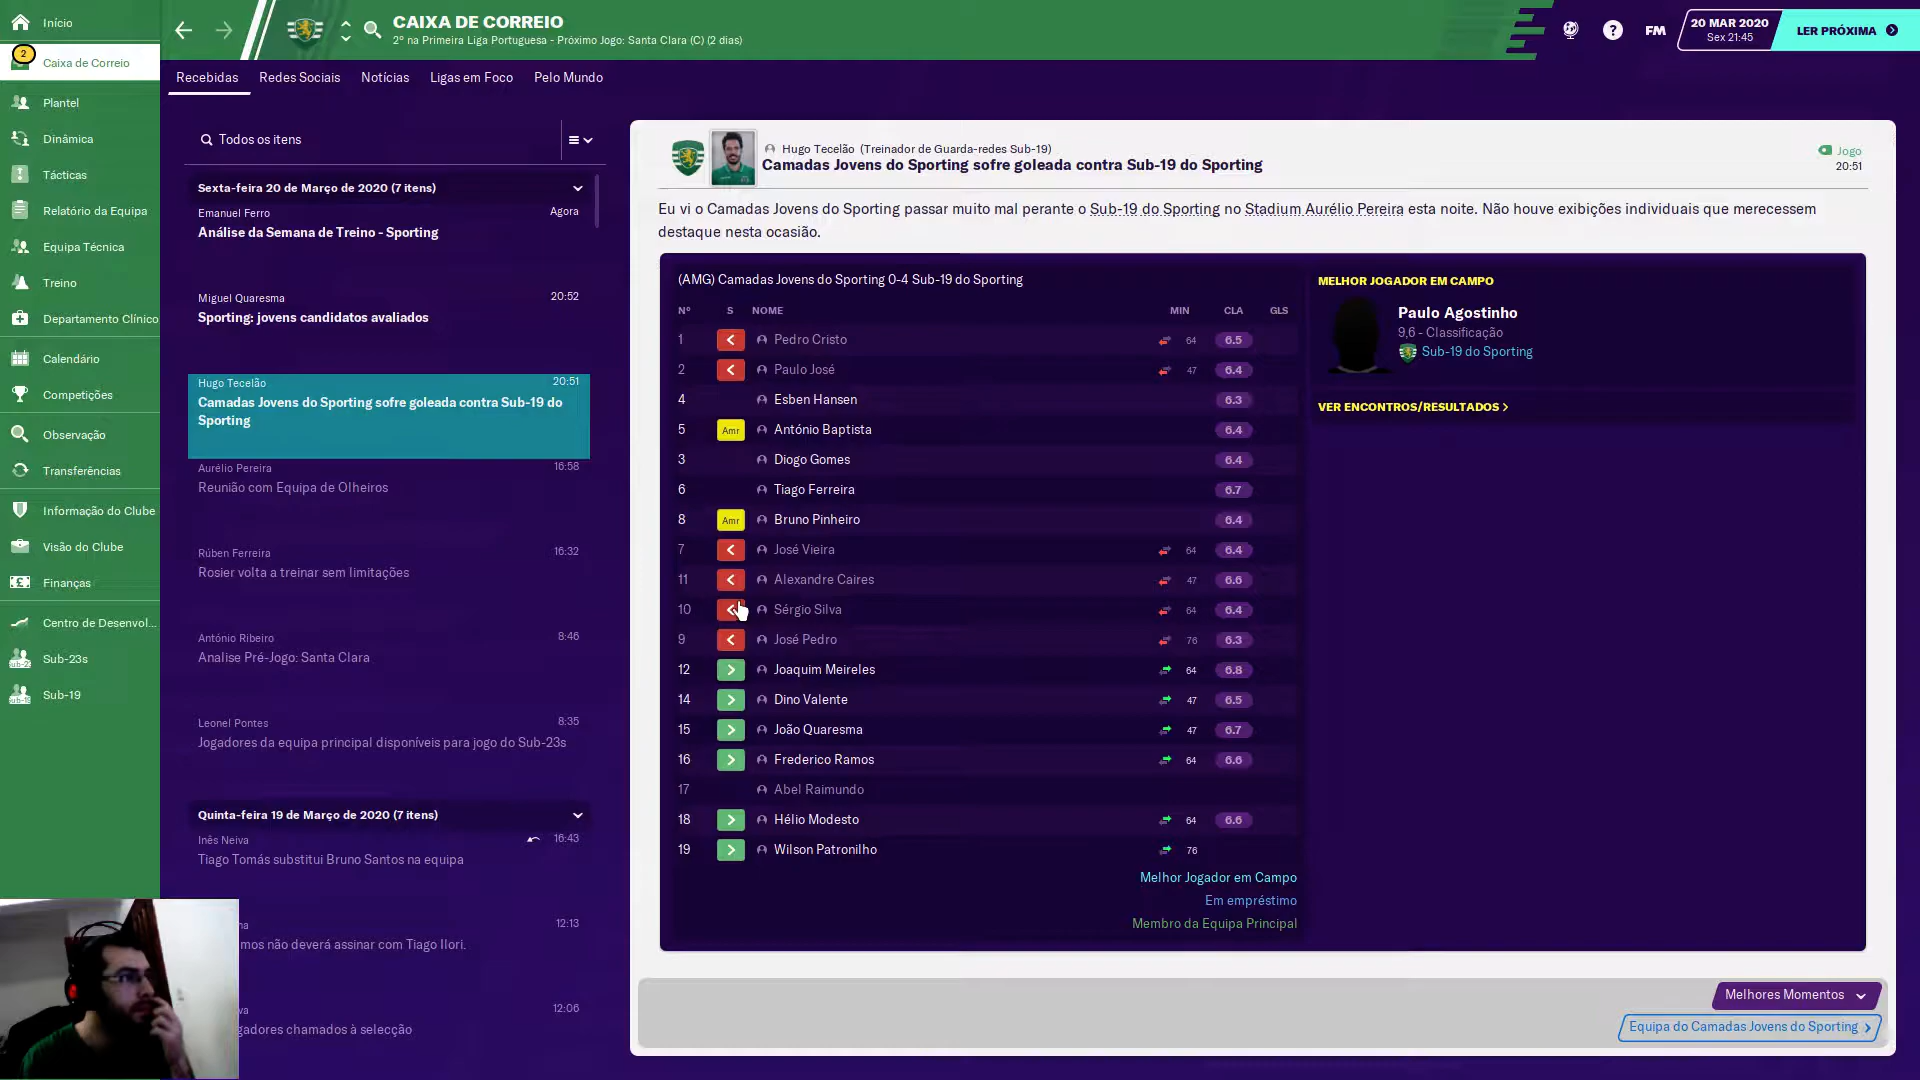 Início
2
Caixa de Correio
Plantel
Dinâmica
Tácticas
Relatório da Equipa
Equipa Técnica
Treino
Departamento Clínico
Calendário
Competições
Observação
Transferências
Informação do Clube
Visão do Clube
Finanças
Centro de Desenvol...
Sub-23s
Sub-19
CAIXA DE CORREIO
2º na Primeira Liga Portuguesa - Próximo Jogo: Santa Clara (C) (2 dias)
FM
20 MAR 2020
Sex 21:45
LER PRÓXIMA
Recebidas Redes Sociais Notícias Ligas em Foco Pelo Mundo
Todos os itens
Sexta-feira 20 de Março de 2020 (7 itens)
Emanuel Ferro Agora
Análise da Semana de Treino - Sporting
Miguel Quaresma 20:52
Sporting: jovens candidatos avaliados
Hugo Tecelão 20:51
Camadas Jovens do Sporting sofre goleada contra Sub-19 do
Sporting
Aurélio Pereira 16:58
Reunião com Equipa de Olheiros
Rúben Ferreira 16:32
Rosier volta a treinar sem limitações
António Ribeiro 8:46
Analise Pré-Jogo: Santa Clara
Leonel Pontes 8:35
Jogadores da equipa principal disponíveis para jogo do Sub-23s
Quinta-feira 19 de Março de 2020 (7 itens)
Inês Neiva 16:43
Tiago Tomás substitui Bruno Santos na equipa
na 12:13
mos não deverá assinar com Tiago Ilori.
va 12:06
gadores chamados à selecção
Hugo Tecelão (Treinador de Guarda-redes Sub-19)
Camadas Jovens do Sporting sofre goleada contra Sub-19 do Sporting
Jogo
20:51
Eu vi o Camadas Jovens do Sporting passar muito mal perante o Sub-19 do Sporting no Stadium Aurélio Pereira esta noite. Não houve exibições individuais que merecessem
destaque nesta ocasião.
(AMG) Camadas Jovens do Sporting 0-4 Sub-19 do Sporting
Nº S NOME MIN CLA GLS
1 Pedro Cristo 64 6.5
2 Paulo José 47 6.4
4 Esben Hansen 6.3
5 Amr António Baptista 6.4
3 Diogo Gomes 6.4
6 Tiago Ferreira 6.7
8 Amr Bruno Pinheiro 6.4
7 José Vieira 64 6.4
11 Alexandre Caires 47 6.6
10 Sérgio Silva 64 6.4
9 José Pedro 76 6.3
12 Joaquim Meireles 64 6.8
14 Dino Valente 47 6.5
15 João Quaresma 47 6.7
16 Frederico Ramos 64 6.6
17 Abel Raimundo
18 Hélio Modesto 64 6.6
19 Wilson Patronilho 76
Melhor Jogador em Campo
Em empréstimo
Membro da Equipa Principal
MELHOR JOGADOR EM CAMPO
Paulo Agostinho
9,6 - Classificação
Sub-19 do Sporting
VER ENCONTROS/RESULTADOS >
Melhores Momentos
Equipa do Camadas Jovens do Sporting >